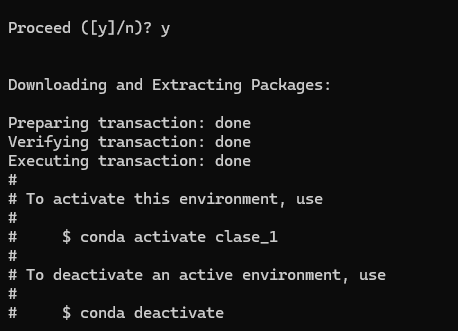 Proceed ([y]/n)? y
Downloading and Extracting Packages:
Preparing transaction: done
Verifying transaction: done
Executing transaction: done
#
# To activate this environment, use
#
#     $ conda activate clase_1
#
# To deactivate an active environment, use
#
#     $ conda deactivate